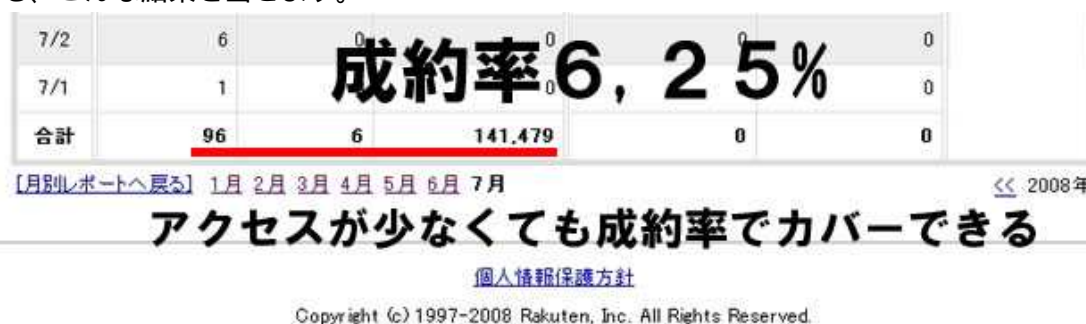 7/2 6 0 0 0 0
成約率6,25%
7/1 1 0 0
合計 96 6 141,479 0 0
[月別レポートへ戻る] 1月 2月 3月 4月 5月 6月 7月 << 2008年
アクセスが少なくても成約率でカバーできる
個人情報保護方針
Copyright (c) 1997-2008 Rakuten, Inc. All Rights Reserved.